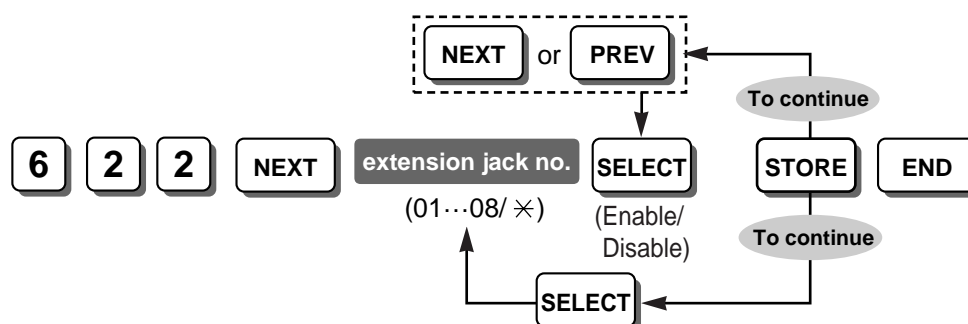 NEXT or PREV
To continue
6 2 2 NEXT extension jack no. SELECT STORE END
(01···08/ ✳)
(Enable/
Disable)
To continue
SELECT